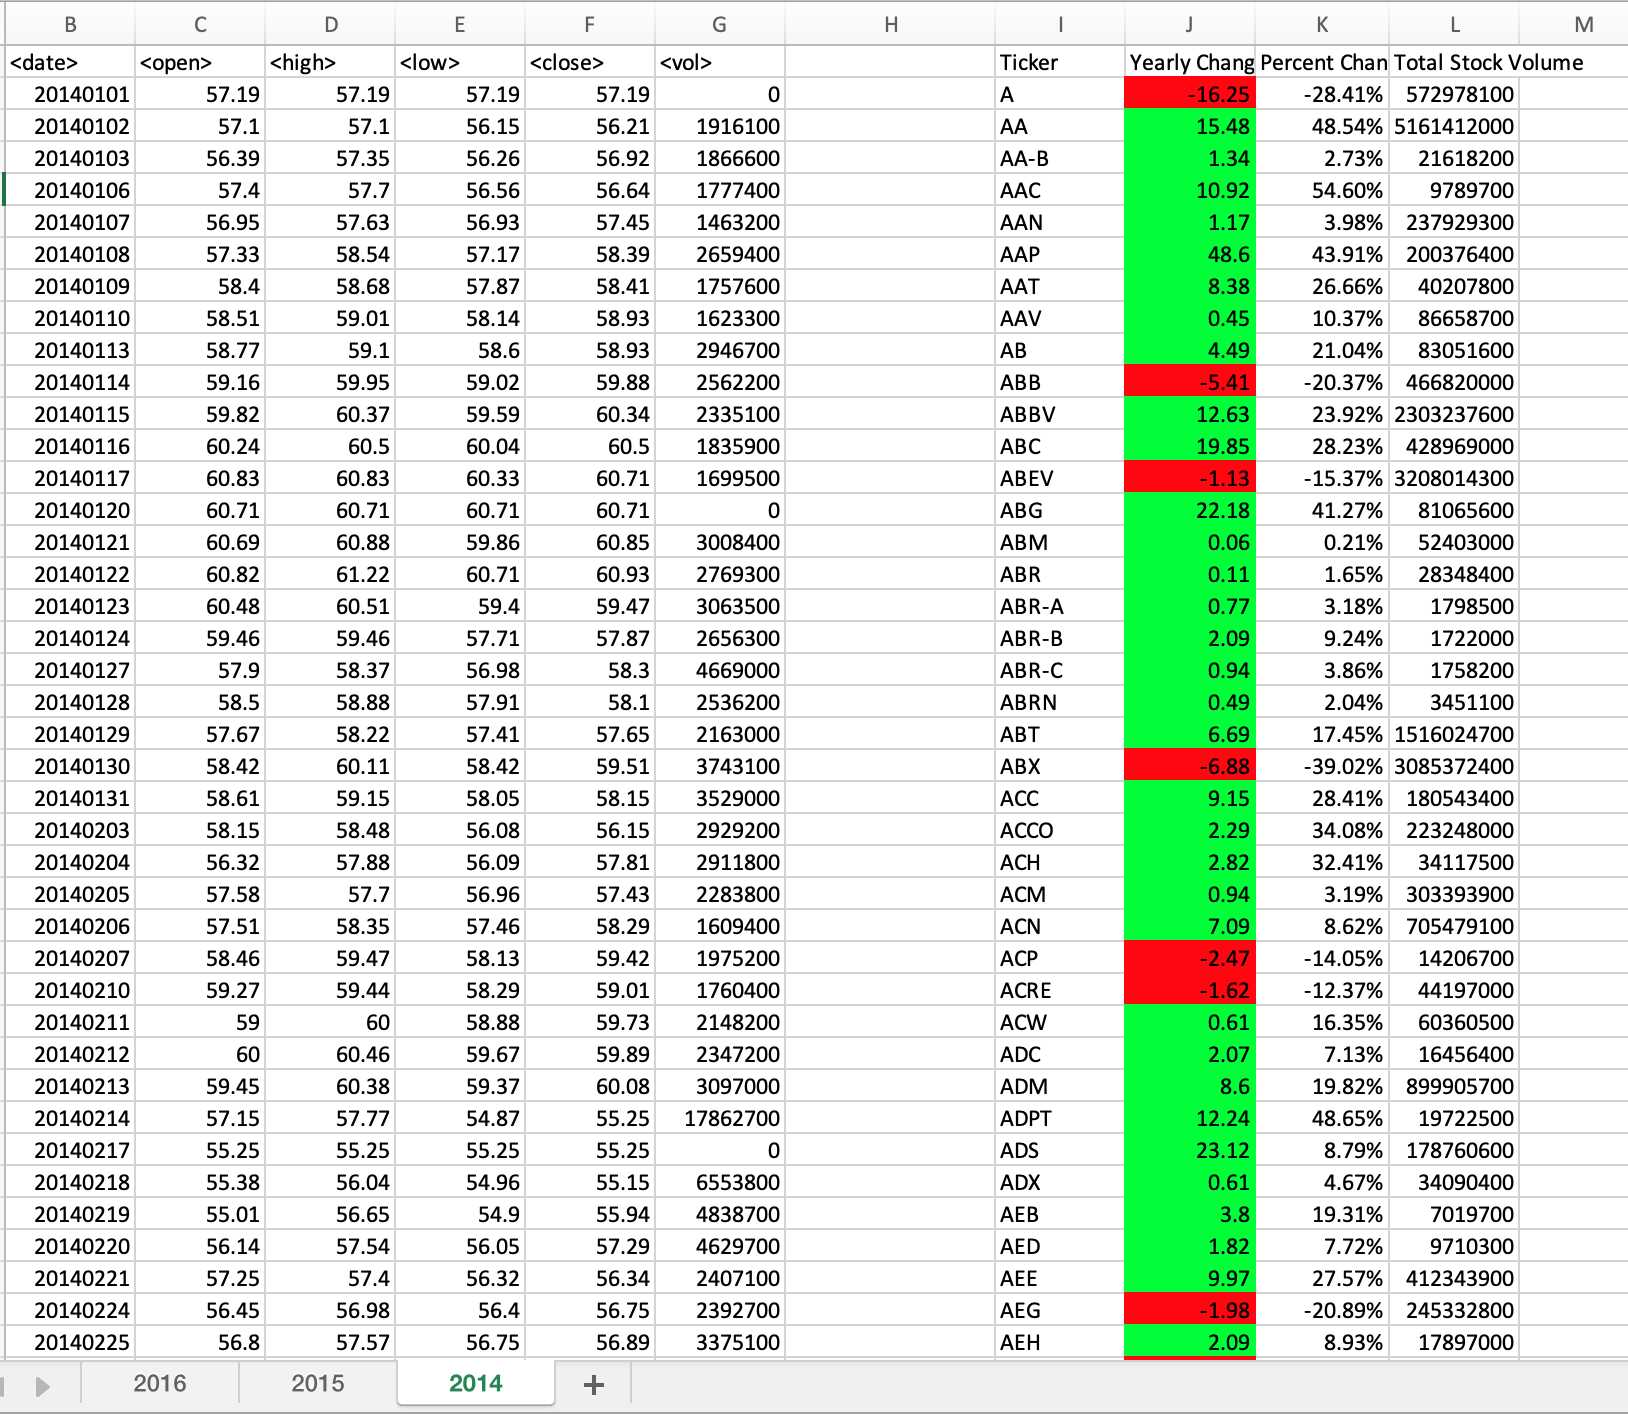 B C D E F G H I J K L M
<date> <open> <high> <low> <close> <vol> Ticker Yearly Chang Percent Chan Total Stock Volume
20140101 57.19 57.19 57.19 57.19 0 A -16.25 -28.41% 572978100
20140102 57.1 57.1 56.15 56.21 1916100 AA 15.48 48.54% 5161412000
20140103 56.39 57.35 56.26 56.92 1866600 AA-B 1.34 2.73% 21618200
20140106 57.4 57.7 56.56 56.64 1777400 AAC 10.92 54.60% 9789700
20140107 56.95 57.63 56.93 57.45 1463200 AAN 1.17 3.98% 237929300
20140108 57.33 58.54 57.17 58.39 2659400 AAP 48.6 43.91% 200376400
20140109 58.4 58.68 57.87 58.41 1757600 AAT 8.38 26.66% 40207800
20140110 58.51 59.01 58.14 58.93 1623300 AAV 0.45 10.37% 86658700
20140113 58.77 59.1 58.6 58.93 2946700 AB 4.49 21.04% 83051600
20140114 59.16 59.95 59.02 59.88 2562200 ABB -5.41 -20.37% 466820000
20140115 59.82 60.37 59.59 60.34 2335100 ABBV 12.63 23.92% 2303237600
20140116 60.24 60.5 60.04 60.5 1835900 ABC 19.85 28.23% 428969000
20140117 60.83 60.83 60.33 60.71 1699500 ABEV -1.13 -15.37% 3208014300
20140120 60.71 60.71 60.71 60.71 0 ABG 22.18 41.27% 81065600
20140121 60.69 60.88 59.86 60.85 3008400 ABM 0.06 0.21% 52403000
20140122 60.82 61.22 60.71 60.93 2769300 ABR 0.11 1.65% 28348400
20140123 60.48 60.51 59.4 59.47 3063500 ABR-A 0.77 3.18% 1798500
20140124 59.46 59.46 57.71 57.87 2656300 ABR-B 2.09 9.24% 1722000
20140127 57.9 58.37 56.98 58.3 4669000 ABR-C 0.94 3.86% 1758200
20140128 58.5 58.88 57.91 58.1 2536200 ABRN 0.49 2.04% 3451100
20140129 57.67 58.22 57.41 57.65 2163000 ABT 6.69 17.45% 1516024700
20140130 58.42 60.11 58.42 59.51 3743100 ABX -6.88 -39.02% 3085372400
20140131 58.61 59.15 58.05 58.15 3529000 ACC 9.15 28.41% 180543400
20140203 58.15 58.48 56.08 56.15 2929200 ACCO 2.29 34.08% 223248000
20140204 56.32 57.88 56.09 57.81 2911800 ACH 2.82 32.41% 34117500
20140205 57.58 57.7 56.96 57.43 2283800 ACM 0.94 3.19% 303393900
20140206 57.51 58.35 57.46 58.29 1609400 ACN 7.09 8.62% 705479100
20140207 58.46 59.47 58.13 59.42 1975200 ACP -2.47 -14.05% 14206700
20140210 59.27 59.44 58.29 59.01 1760400 ACRE -1.62 -12.37% 44197000
20140211 59 60 58.88 59.73 2148200 ACW 0.61 16.35% 60360500
20140212 60 60.46 59.67 59.89 2347200 ADC 2.07 7.13% 16456400
20140213 59.45 60.38 59.37 60.08 3097000 ADM 8.6 19.82% 899905700
20140214 57.15 57.77 54.87 55.25 17862700 ADPT 12.24 48.65% 19722500
20140217 55.25 55.25 55.25 55.25 0 ADS 23.12 8.79% 178760600
20140218 55.38 56.04 54.96 55.15 6553800 ADX 0.61 4.67% 34090400
20140219 55.01 56.65 54.9 55.94 4838700 AEB 3.8 19.31% 7019700
20140220 56.14 57.54 56.05 57.29 4629700 AED 1.82 7.72% 9710300
20140221 57.25 57.4 56.32 56.34 2407100 AEE 9.97 27.57% 412343900
20140224 56.45 56.98 56.4 56.75 2392700 AEG -1.98 -20.89% 245332800
20140225 56.8 57.57 56.75 56.89 3375100 AEH 2.09 8.93% 17897000
2016 2015 2014 +